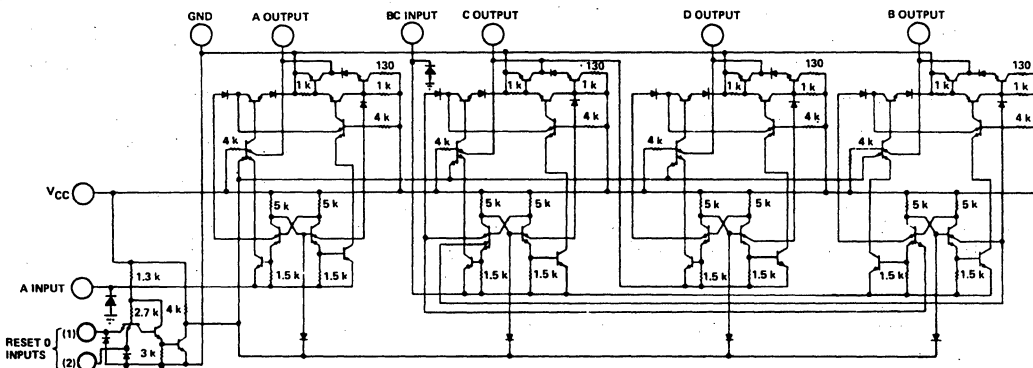 GND
A OUTPUT
BC INPUT
C OUTPUT
D OUTPUT
B OUTPUT
130
130
130
130
1 k
1 k
1 k
1 k
1 k
1 k
1 k
1 k
4 k
4 k
4 k
4 k
4 k
4 k
4 k
4 k
VCC
5 k
5 k
5 k
5 k
5 k
5 k
5 k
5 k
1.5 k
1.5 k
1.5 k
1.5 k
1.5 k
1.5 k
1.5 k
1.5 k
1.3 k
A INPUT
2.7 k
4 k
RESET 0
INPUTS
(1)
(2)
3 k